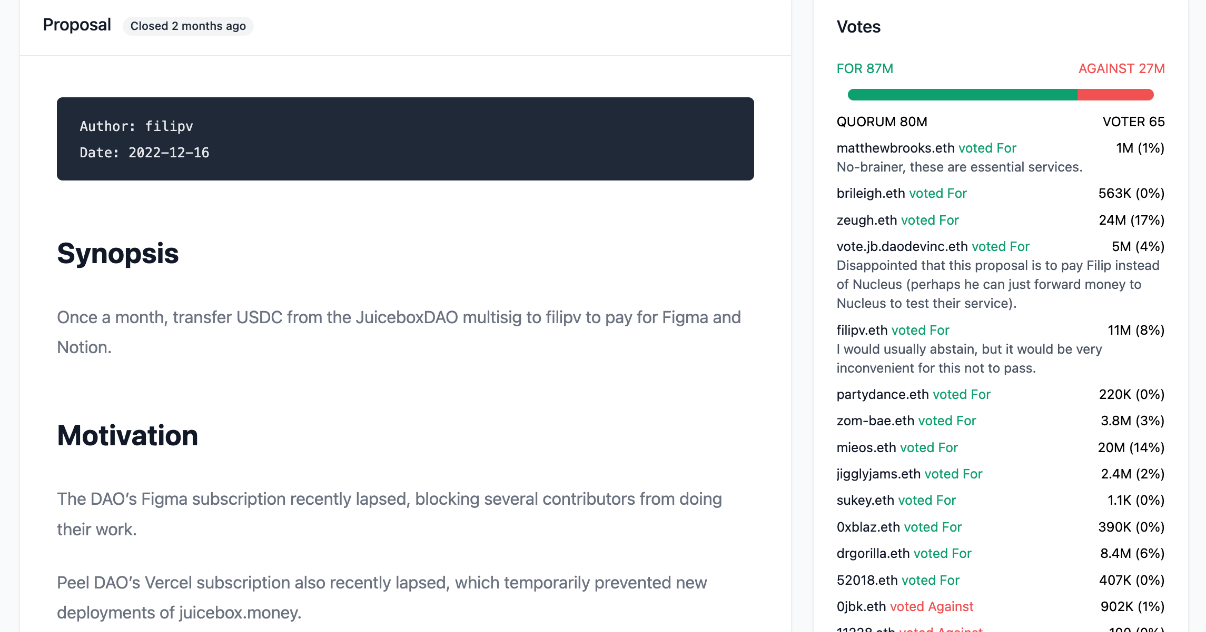 Proposal Closed 2 months ago
Author: filipv
Date: 2022-12-16
Synopsis
Once a month, transfer USDC from the JuiceboxDAO multisig to filipv to pay for Figma and
Notion.
Motivation
The DAO’s Figma subscription recently lapsed, blocking several contributors from doing
their work.
Peel DAO’s Vercel subscription also recently lapsed, which temporarily prevented new
deployments of juicebox.money.
Votes
FOR 87M AGAINST 27M
QUORUM 80M VOTER 65
matthewbrooks.eth voted For 1M (1%)
No-brainer, these are essential services.
brileigh.eth voted For 563K (0%)
zeugh.eth voted For 24M (17%)
vote.jb.daodevinc.eth voted For 5M (4%)
Disappointed that this proposal is to pay Filip instead
of Nucleus (perhaps he can just forward money to
Nucleus to test their service).
filipv.eth voted For 11M (8%)
I would usually abstain, but it would be very
inconvenient for this not to pass.
partydance.eth voted For 220K (0%)
zom-bae.eth voted For 3.8M (3%)
mieos.eth voted For 20M (14%)
jigglyjams.eth voted For 2.4M (2%)
sukey.eth voted For 1.1K (0%)
0xblaz.eth voted For 390K (0%)
drgorilla.eth voted For 8.4M (6%)
52018.eth voted For 407K (0%)
0jbk.eth voted Against 902K (1%)
voted Against